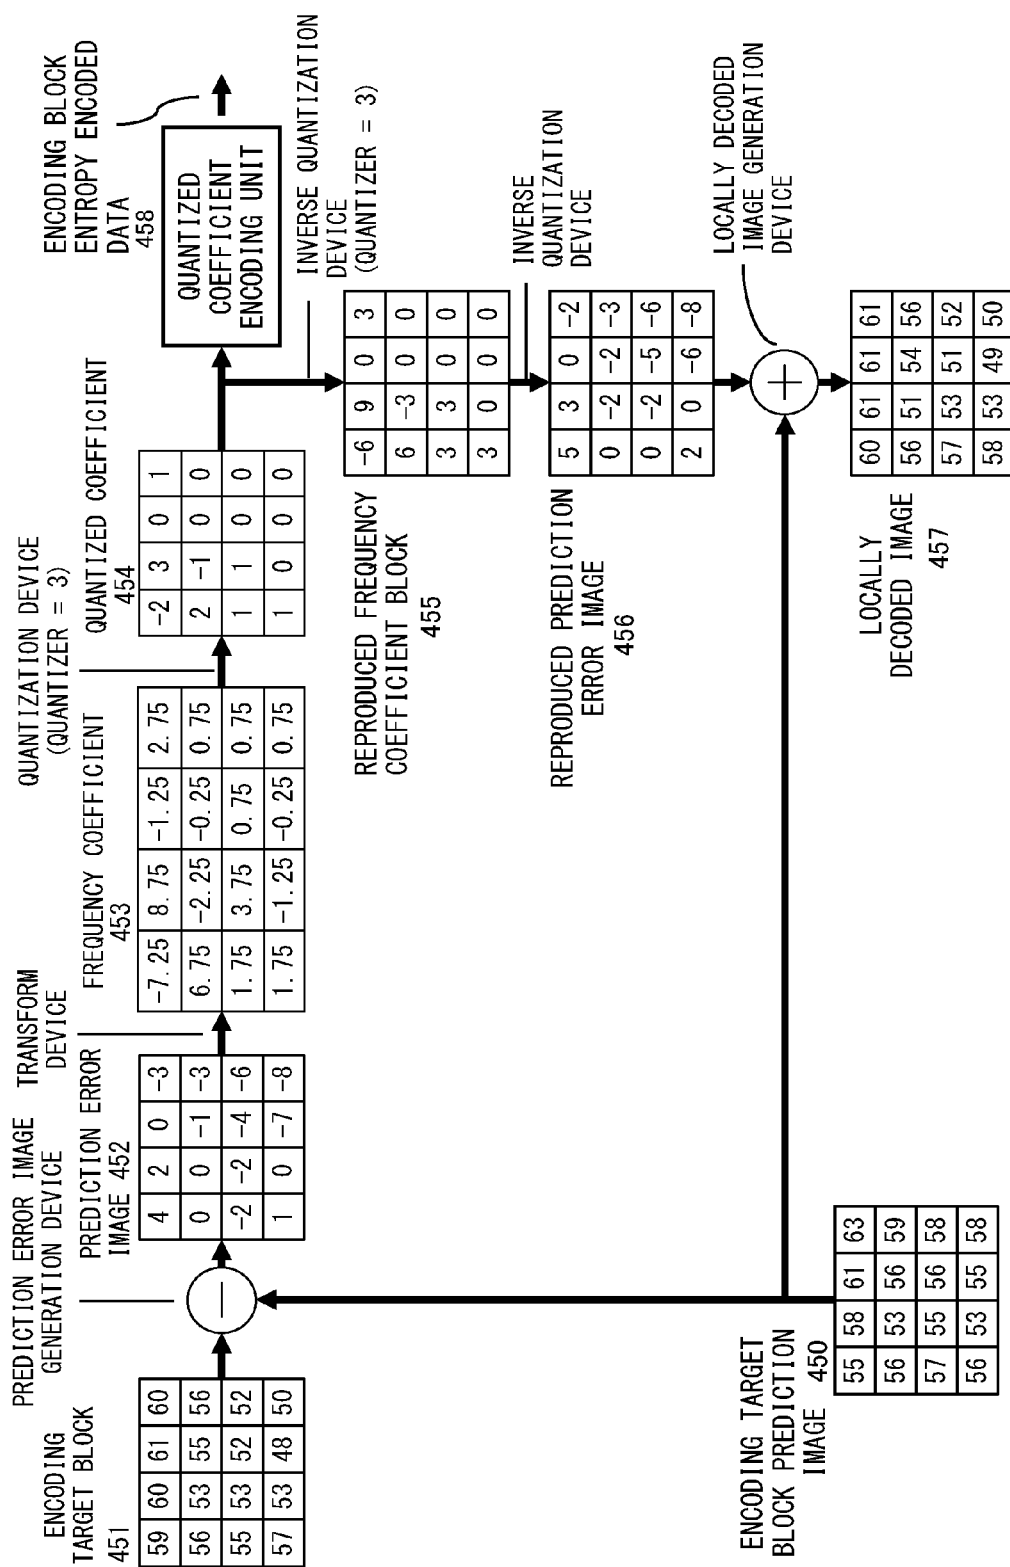 ENCODING
TARGET BLOCK
451
59 60 61 60
56 53 55 56
55 53 52 52
57 53 48 50
PREDICTION ERROR IMAGE
GENERATION DEVICE
−
PREDICTION ERROR
IMAGE 452
4 2 0 -3
0 0 -1 -3
-2 -2 -4 -6
1 0 -7 -8
TRANSFORM
DEVICE
FREQUENCY COEFFICIENT
453
-7.25 8.75 -1.25 2.75
6.75 -2.25 -0.25 0.75
1.75 3.75 0.75 0.75
1.75 -1.25 -0.25 0.75
QUANTIZATION DEVICE
(QUANTIZER = 3)
QUANTIZED COEFFICIENT
454
-2 3 0 1
2 -1 0 0
1 1 0 0
1 0 0 0
QUANTIZED
COEFFICIENT
ENCODING UNIT
ENCODING BLOCK
ENTROPY ENCODED
DATA
458
INVERSE QUANTIZATION
DEVICE
(QUANTIZER = 3)
REPRODUCED FREQUENCY
COEFFICIENT BLOCK
455
-6 9 0 3
6 -3 0 0
3 3 0 0
3 0 0 0
INVERSE
QUANTIZATION
DEVICE
REPRODUCED PREDICTION
ERROR IMAGE
456
5 3 0 -2
0 -2 -2 -3
0 -2 -5 -6
2 0 -6 -8
LOCALLY DECODED
IMAGE GENERATION
DEVICE
+
ENCODING TARGET
BLOCK PREDICTION
IMAGE 450
55 58 61 63
56 53 56 59
57 55 56 58
56 53 55 58
LOCALLY
DECODED IMAGE
457
60 61 61 61
56 51 54 56
57 53 51 52
58 53 49 50